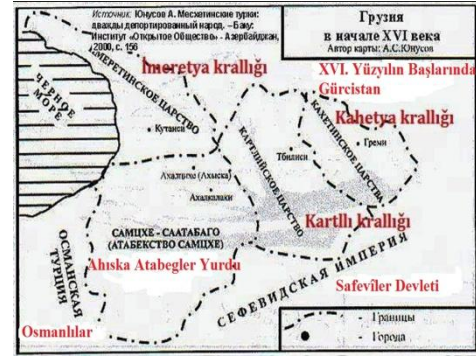 Источник: Юнусов А. Месхетинские турки:
дважды депортированный народ. – Баку:
Институт «Открытое Общество» - Азербайджан,
2000, с. 156
Грузия
в начале XVI века
Автор карты: А.С.Юнусов
XVI. Yüzyılın Başlarında
Gürcistan
ЧЕРНОЕ
МОРЕ
Imeretya krallığı
ИМЕРЕТИНСКОЕ ЦАРСТВО
Кутаиси
Kahetya krallığı
КАХЕТИНСКОЕ ЦАРСТВО
Греми
КАРТЛИЙСКОЕ ЦАРСТВО
Тбилиси
Ахалцихе (Ахыска)
Ахалкалаки
Kartlı krallığı
САМЦХЕ - СААТАБАГО
(АТАБЕКСТВО САМЦХЕ)
Ahıska Atabegler Yurdu
ОСМАНСКАЯ
ТУРЦИЯ
Osmanlılar
СЕФЕВИДСКАЯ ИМПЕРИЯ
Safevîler Devleti
- Границы
- Города